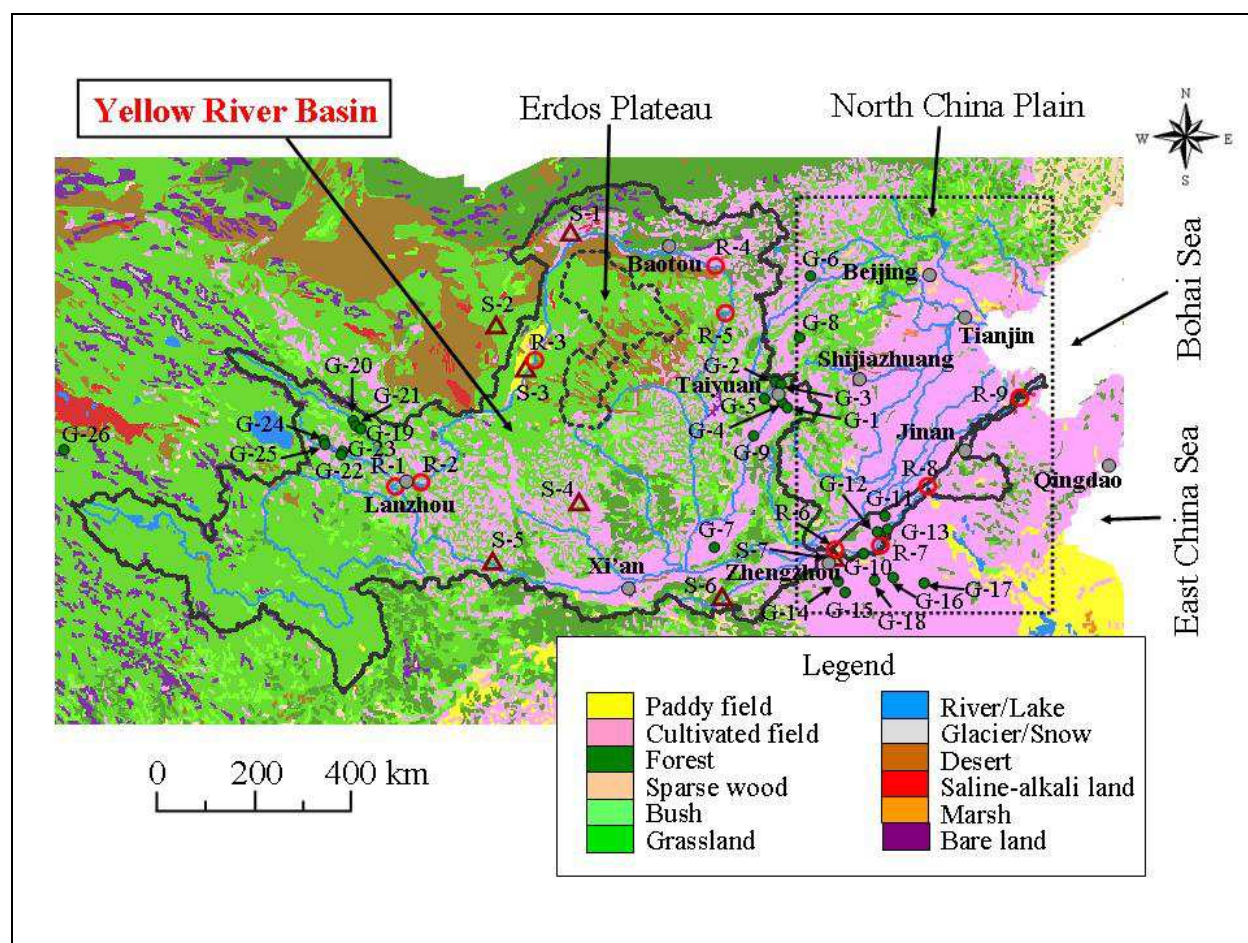 Yellow River Basin
Erdos Plateau
North China Plain
N
W E
S
S-1
Baotou
R-4
G-6
Beijing
S-2
R-5
G-8
Tianjin
Bohai Sea
R-3
S-3
G-20
G-21
G-2
Shijiazhuang
Taiyuan
G-3
G-5
G-4
G-1
R-9
G-24
G-19
G-26
G-25
G-23
G-22
G-9
Jinan
R-1
R-2
Lanzhou
R-8
Qingdao
G-12
G-11
S-4
R-6
G-13
East China Sea
S-5
G-7
S-7
R-7
Xi'an
Zhengzhou
G-10
S-6
G-17
G-14
G-15
G-16
G-18
Legend
Paddy field
Cultivated field
Forest
Sparse wood
Bush
Grassland
River/Lake
Glacier/Snow
Desert
Saline-alkali land
Marsh
Bare land
0 200 400 km